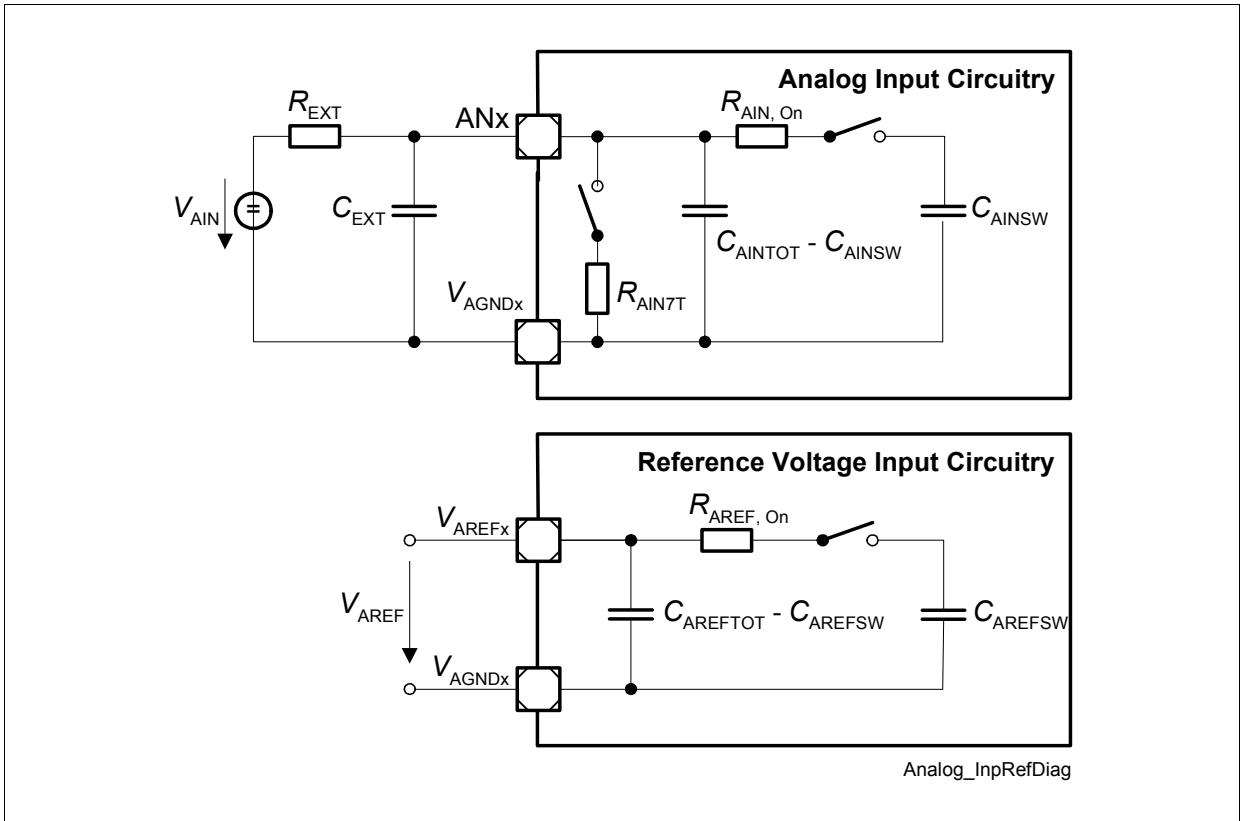 Analog Input Circuitry
R_EXT
ANx
R_AIN, On
V_AIN
C_EXT
C_AINTOT - C_AINSW
C_AINSW
R_AIN7T
V_AGNDx
Reference Voltage Input Circuitry
V_AREFx
R_AREF, On
V_AREF
C_AREFTOT - C_AREFSW
C_AREFSW
V_AGNDx
Analog_InpRefDiag